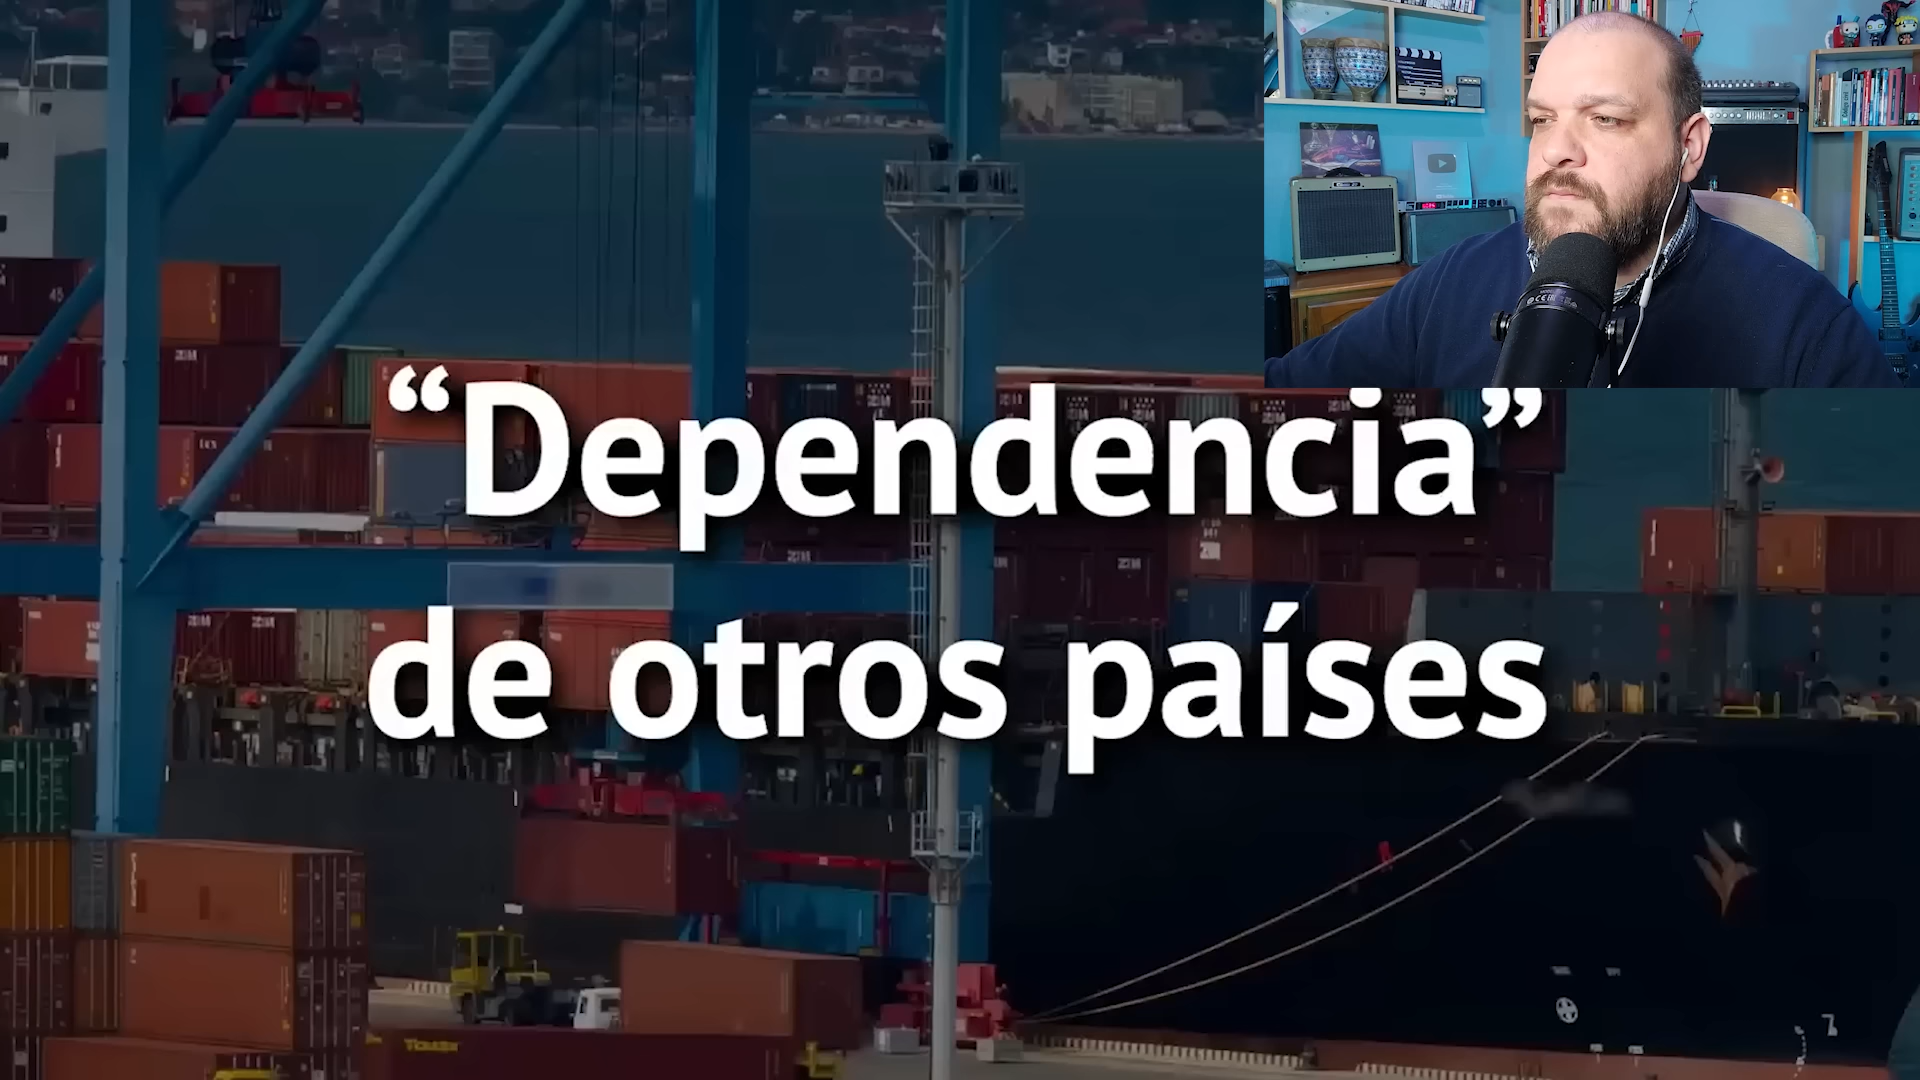 “Dependencia”
de otros países